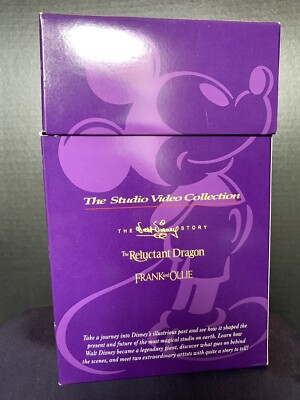 The Studio Video Collection
THE Walt Disney STORY
The Reluctant Dragon
FRANK AND OLLIE
Take a journey into Disney's illustrious past and see how it shaped the
present and future of the most magical studio on earth. Learn how
Walt Disney became a legendary giant, discover what goes on behind
the scenes, and meet two extraordinary artists with quite a story to tell!